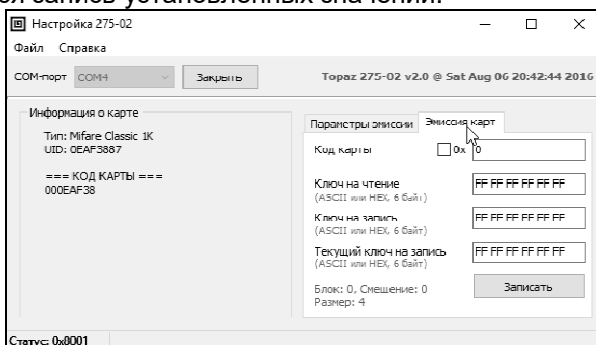 я запись установленных значений.
Настройка 275-02
Файл Справка
COM-порт COM4 Закрыть Topaz 275-02 v2.0 @ Sat Aug 06 20:42:44 2016
Информация о карте
Тип: Mifare Classic 1K
UID: 0EAF3887
=== КОД КАРТЫ ===
000EAF38
Параметры эмиссии Эмиссия карт
Код карты 0x 0
Ключ на чтение FF FF FF FF FF FF
(ASCII или HEX, 6 байт)
Ключ на запись FF FF FF FF FF FF
(ASCII или HEX, 6 байт)
Текущий ключ на запись FF FF FF FF FF FF
(ASCII или HEX, 6 байт)
Блок: 0, Смещение: 0
Размер: 4
Записать
Статус: 0x8001